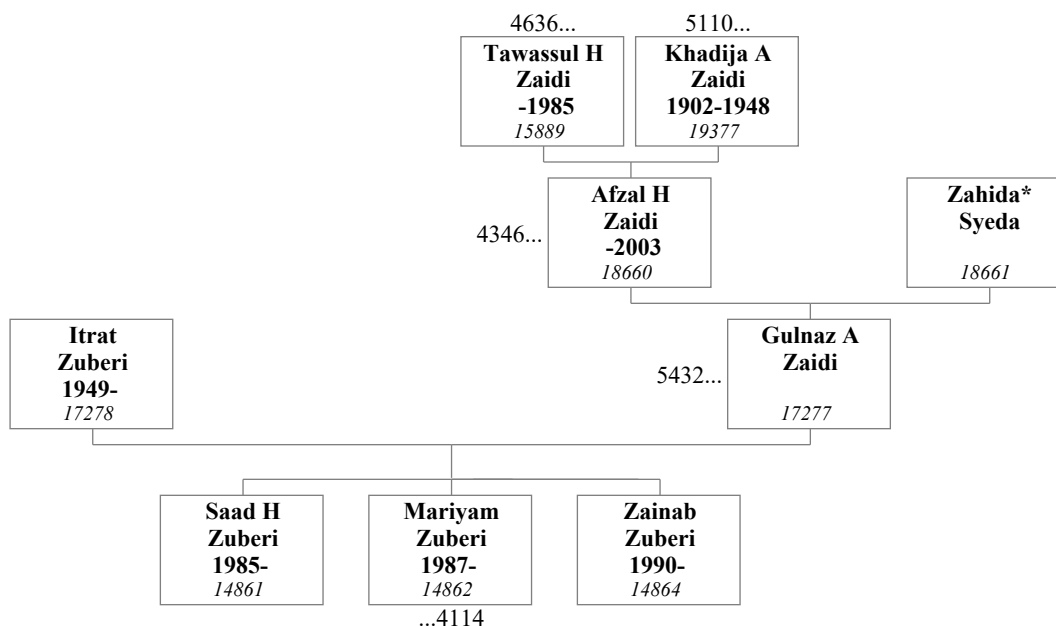 4636...
5110...
Tawassul H
Zaidi
-1985
15889
Khadija A
Zaidi
1902-1948
19377
4346...
Afzal H
Zaidi
-2003
18660
Zahida*
Syeda
18661
Itrat
Zuberi
1949-
17278
5432...
Gulnaz A
Zaidi
17277
Saad H
Zuberi
1985-
14861
Mariyam
Zuberi
1987-
14862
Zainab
Zuberi
1990-
14864
...4114